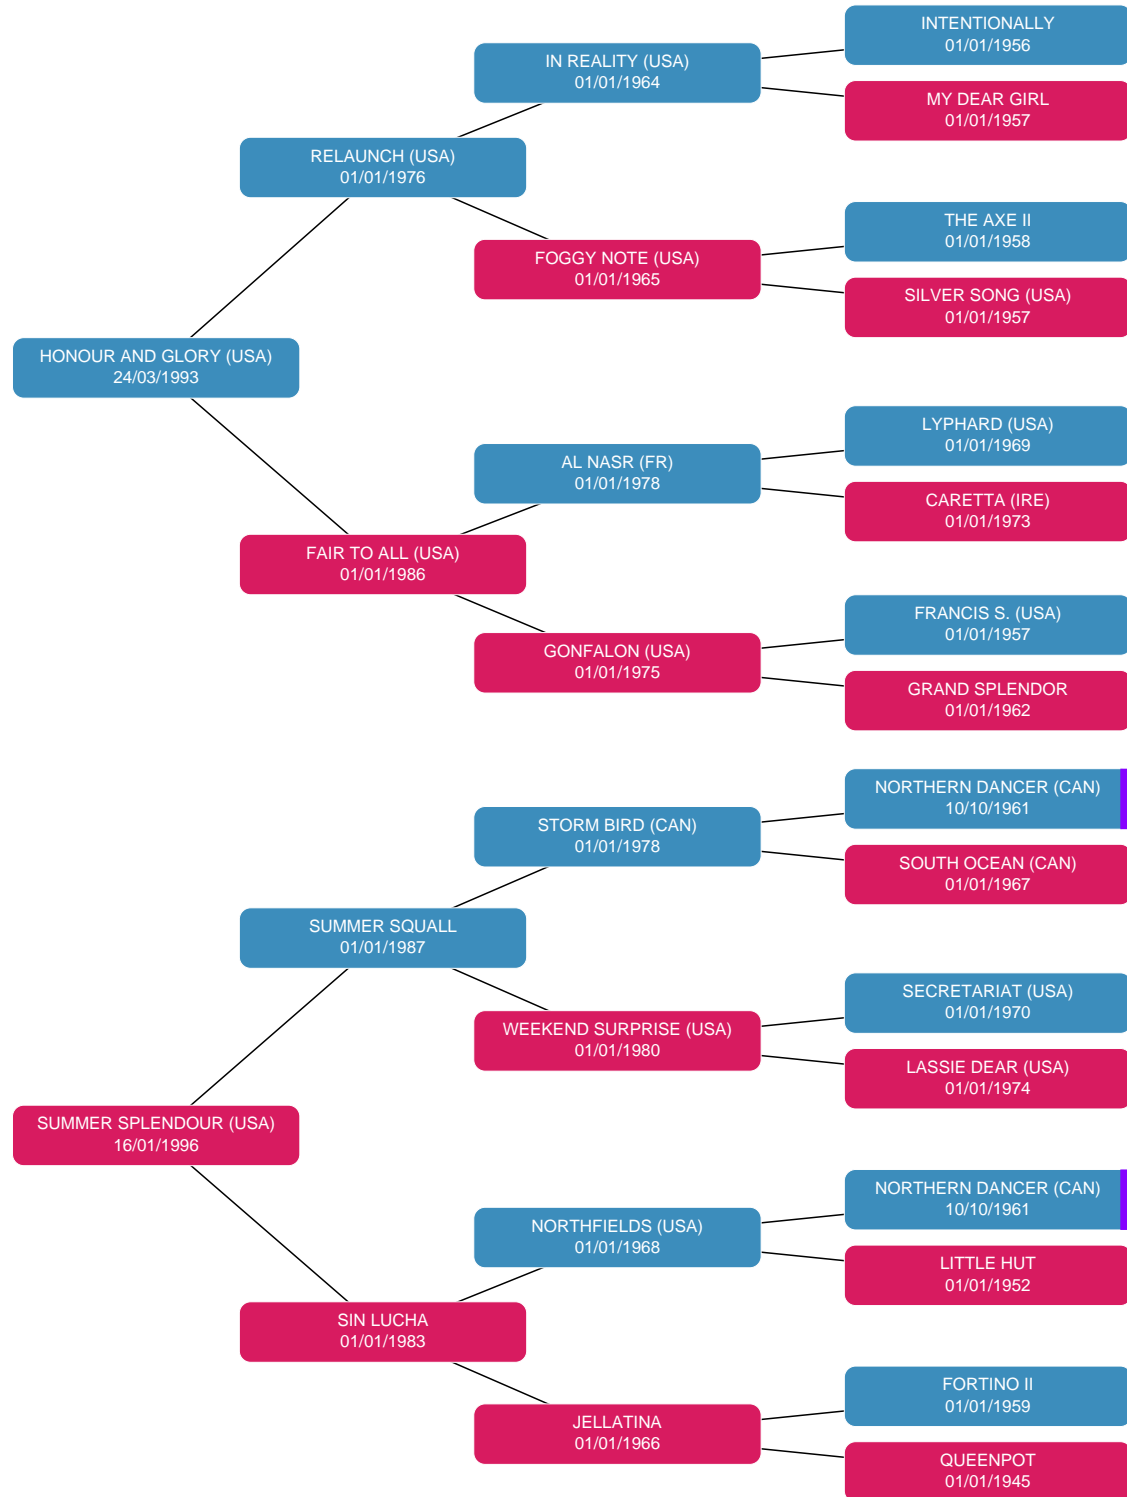 INTENTIONALLY
01/01/1956
IN REALITY (USA)
01/01/1964
MY DEAR GIRL
01/01/1957
RELAUNCH (USA)
01/01/1976
THE AXE II
01/01/1958
FOGGY NOTE (USA)
01/01/1965
SILVER SONG (USA)
01/01/1957
HONOUR AND GLORY (USA)
24/03/1993
LYPHARD (USA)
01/01/1969
AL NASR (FR)
01/01/1978
CARETTA (IRE)
01/01/1973
FAIR TO ALL (USA)
01/01/1986
FRANCIS S. (USA)
01/01/1957
GONFALON (USA)
01/01/1975
GRAND SPLENDOR
01/01/1962
NORTHERN DANCER (CAN)
10/10/1961
STORM BIRD (CAN)
01/01/1978
SOUTH OCEAN (CAN)
01/01/1967
SUMMER SQUALL
01/01/1987
SECRETARIAT (USA)
01/01/1970
WEEKEND SURPRISE (USA)
01/01/1980
LASSIE DEAR (USA)
01/01/1974
SUMMER SPLENDOUR (USA)
16/01/1996
NORTHERN DANCER (CAN)
10/10/1961
NORTHFIELDS (USA)
01/01/1968
LITTLE HUT
01/01/1952
SIN LUCHA
01/01/1983
FORTINO II
01/01/1959
JELLATINA
01/01/1966
QUEENPOT
01/01/1945